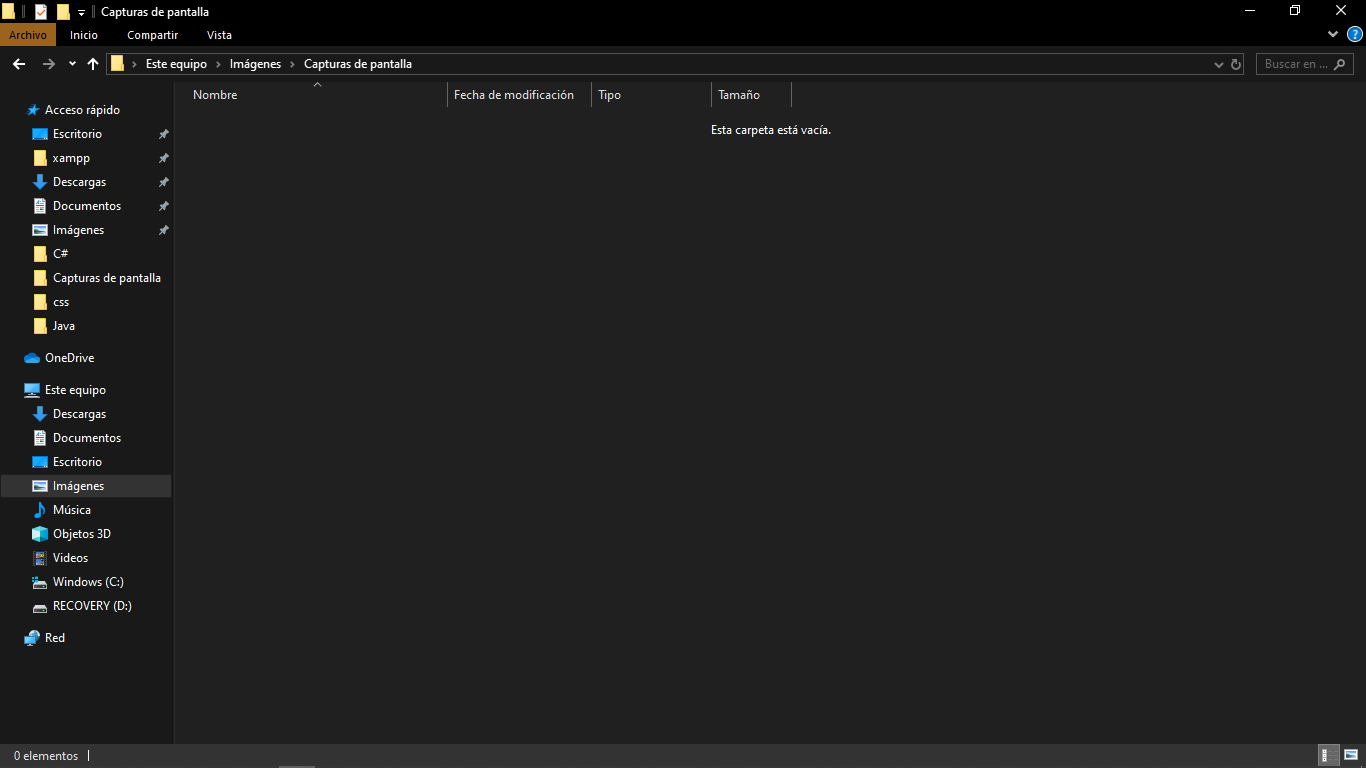 Capturas de pantalla
Archivo Inicio Compartir Vista
Este equipo Imágenes Capturas de pantalla Buscar en ...
Nombre Fecha de modificación Tipo Tamaño
Esta carpeta está vacía.
Acceso rápido
Escritorio
xampp
Descargas
Documentos
Imágenes
C#
Capturas de pantalla
css
Java
OneDrive
Este equipo
Descargas
Documentos
Escritorio
Imágenes
Música
Objetos 3D
Videos
Windows (C:)
RECOVERY (D:)
Red
0 elementos